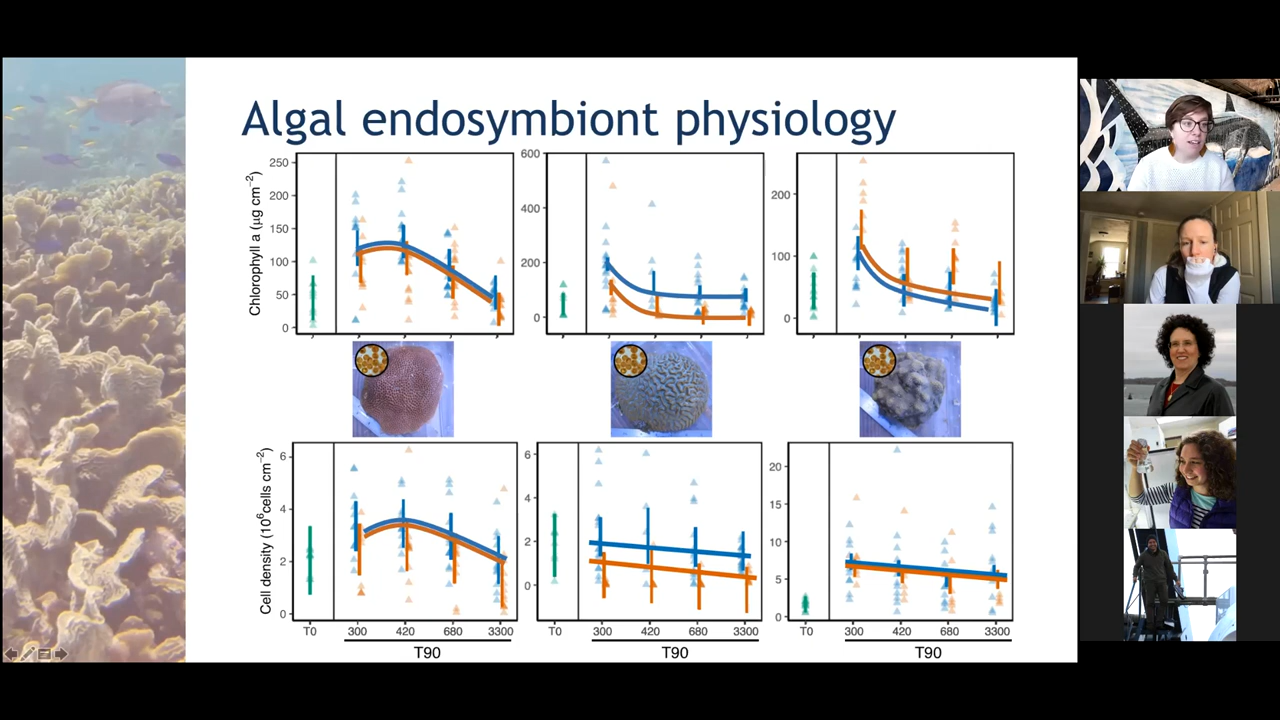 Algal endosymbiont physiology
Chlorophyll a (μg cm⁻²)
250
200
150
100
50
0
600
400
200
0
200
100
0
Cell density (10⁶cells cm⁻²)
6
4
2
0
T0 300 420 680 3300
T90
6
4
2
0
T0 300 420 680 3300
T90
20
15
10
5
0
T0 300 420 680 3300
T90